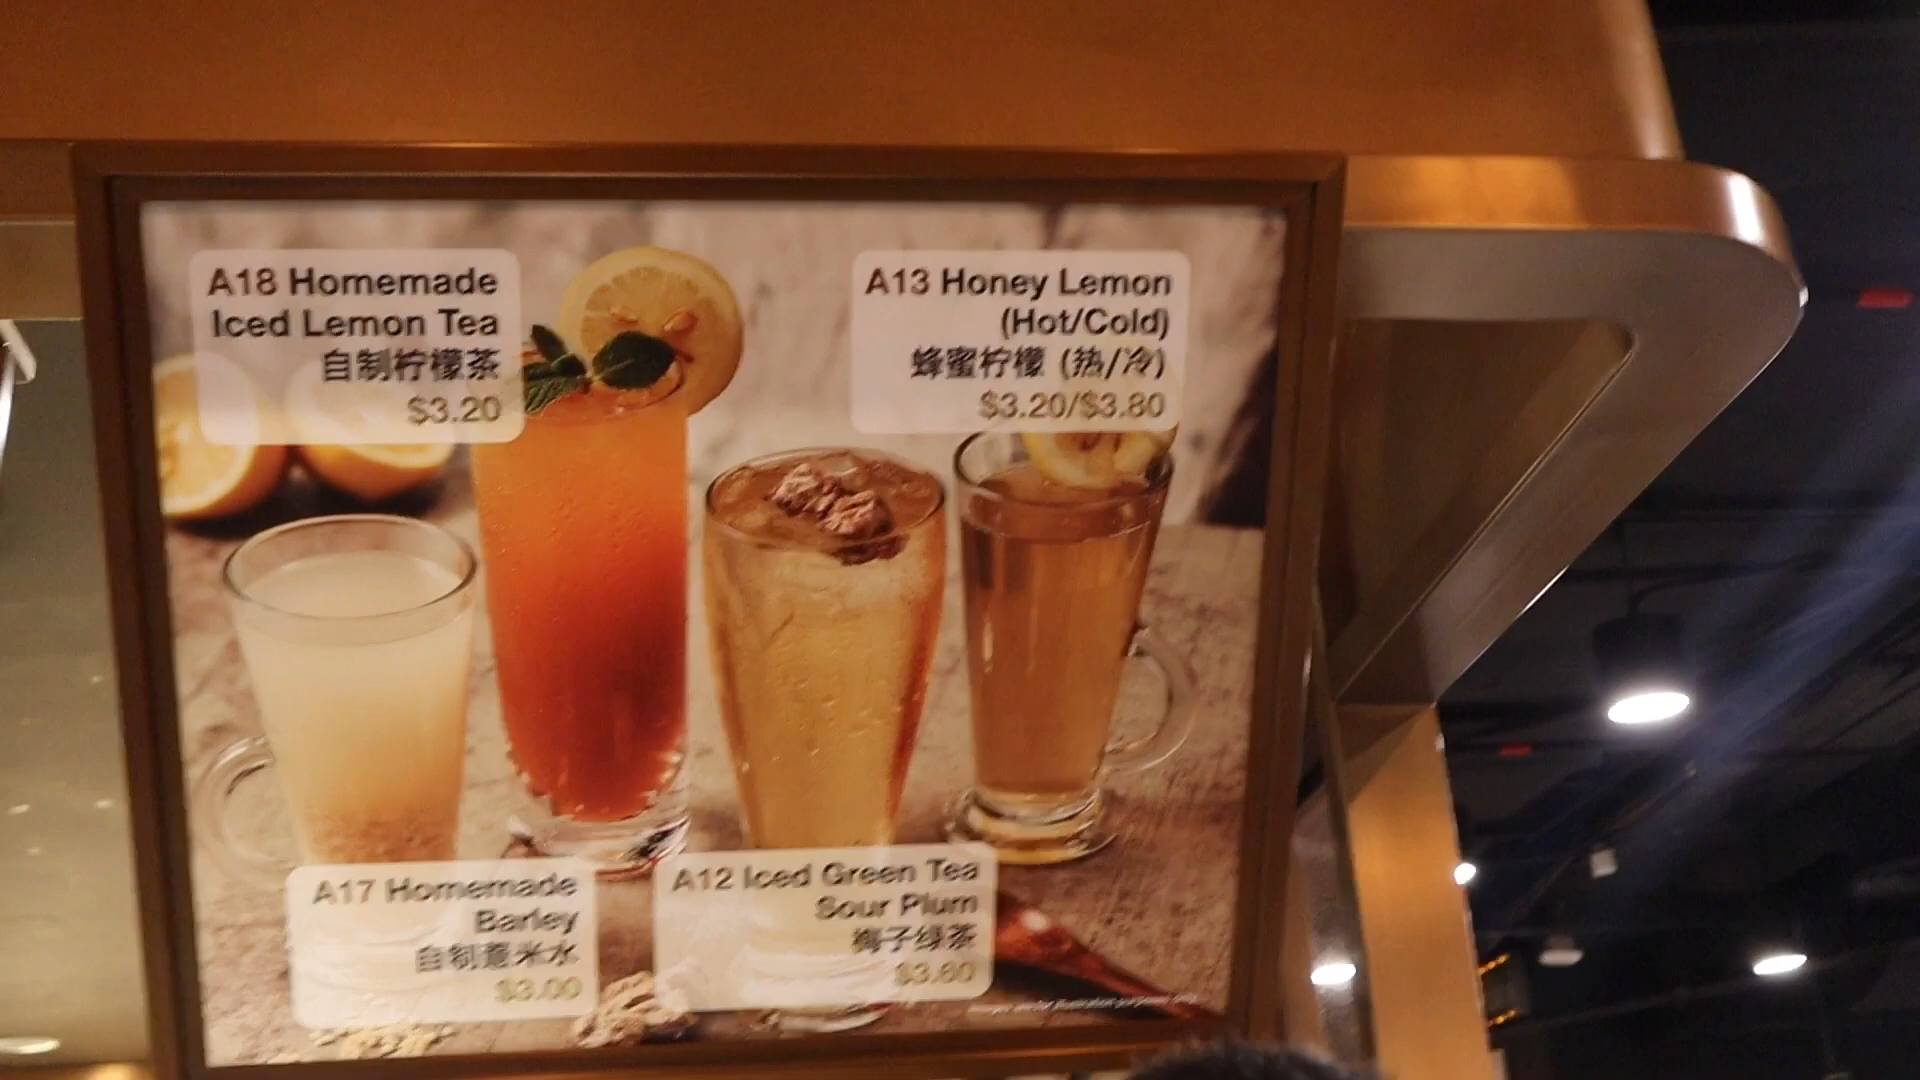 A18 Homemade
Iced Lemon Tea
自制柠檬茶
$3.20
A13 Honey Lemon
(Hot/Cold)
蜂蜜柠檬 (热/冷)
$3.20/$3.80
A17 Homemade
Barley
自制薏米水
$3.00
A12 Iced Green Tea
Sour Plum
梅子绿茶